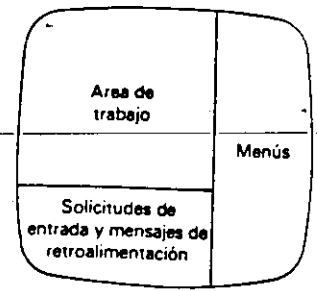 Area de
trabajo
Menús
Solicitudes de
entrada y mensajes de
retroalimentación